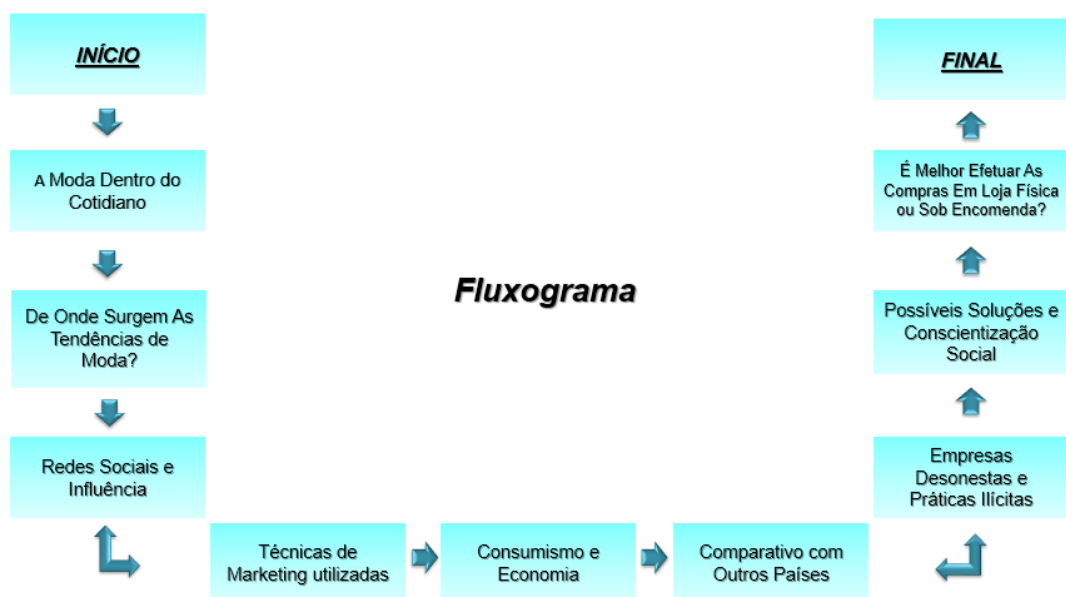 INÍCIO
A Moda Dentro do
Cotidiano
De Onde Surgem As
Tendências de
Moda?
Redes Sociais e
Influência
Técnicas de
Marketing utilizadas
Consumismo e
Economia
Comparativo com
Outros Países
Empresas
Desonestas e
Práticas Ilícitas
Possíveis Soluções e
Conscientização
Social
É Melhor Efetuar As
Compras Em Loja Física
ou Sob Encomenda?
FINAL
Fluxograma